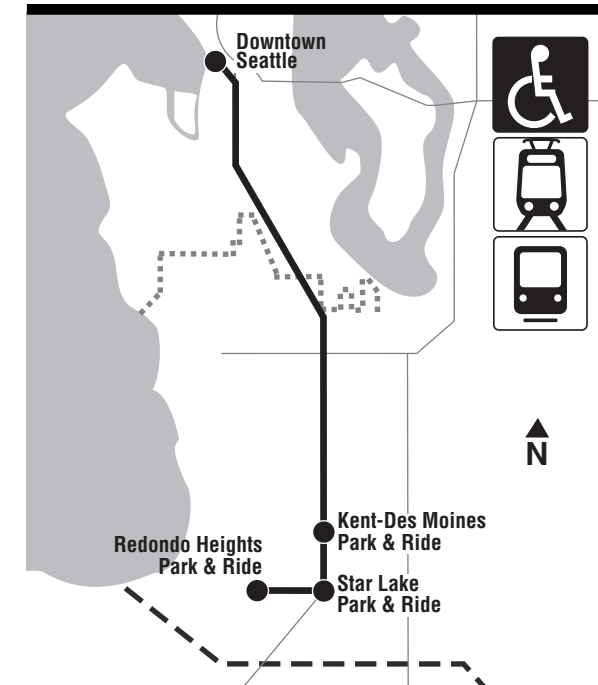 Downtown
Seattle
N
Kent-Des Moines
Park & Ride
Redondo Heights
Park & Ride
Star Lake
Park & Ride